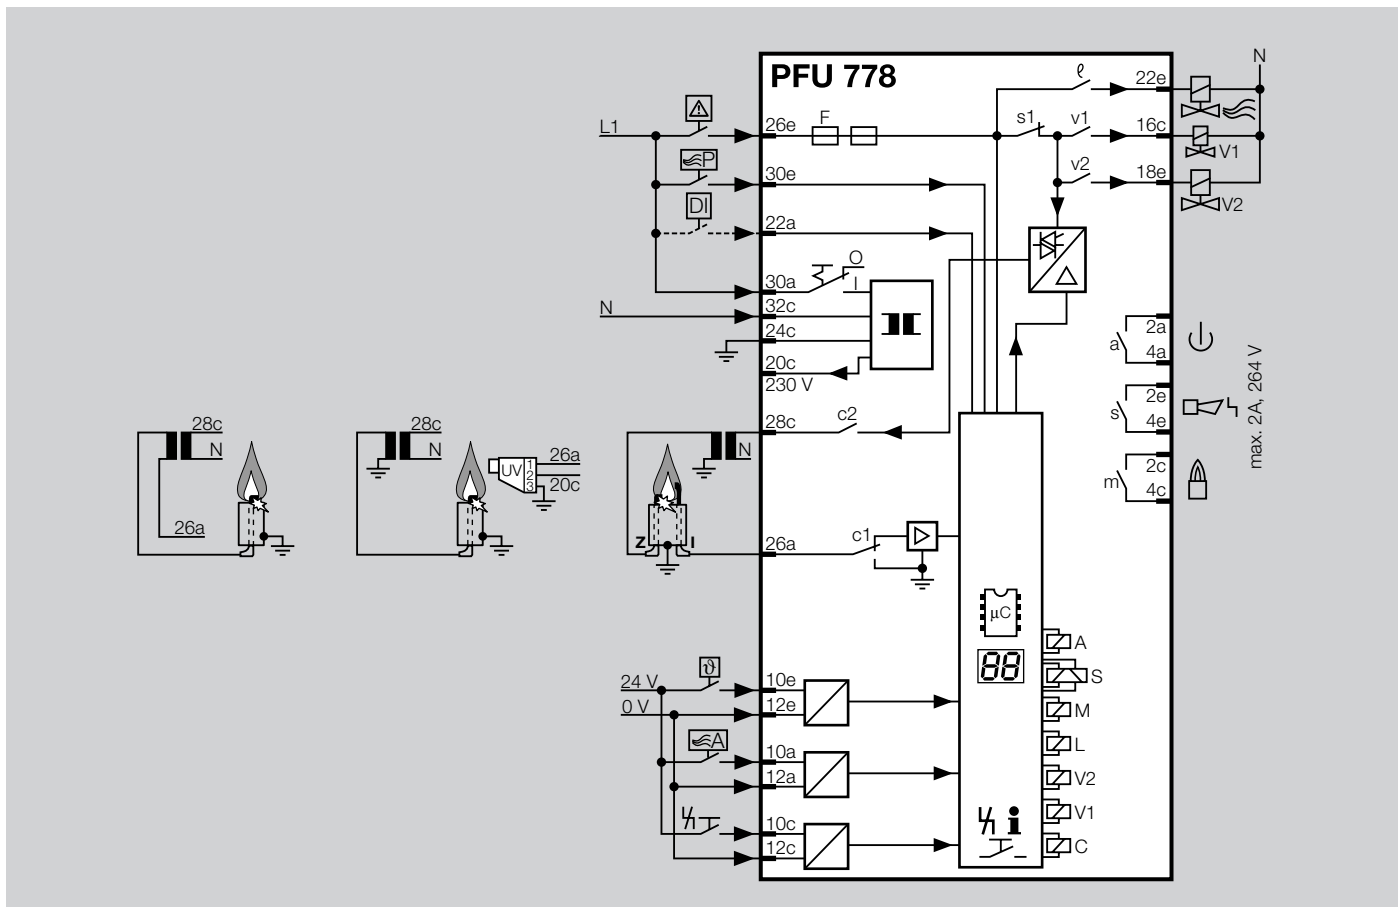 PFU 778
N
ℓ
22e
L1
26e
F
s1
v1
16c
V1
P
30e
v2
18e
V2
DI
22a
O
30a
I
N
32c
24c
20c
230 V
a
2a
4a
s
2e
4e
m
2c
4c
max. 2A, 264 V
28c
N
26a
28c
N
UV
1
2
3
26a
20c
28c
c2
N
Z
I
26a
c1
µC
88
A
S
M
L
V2
V1
C
ϑ
24 V
10e
0 V
12e
A
10a
12a
10c
12c
i